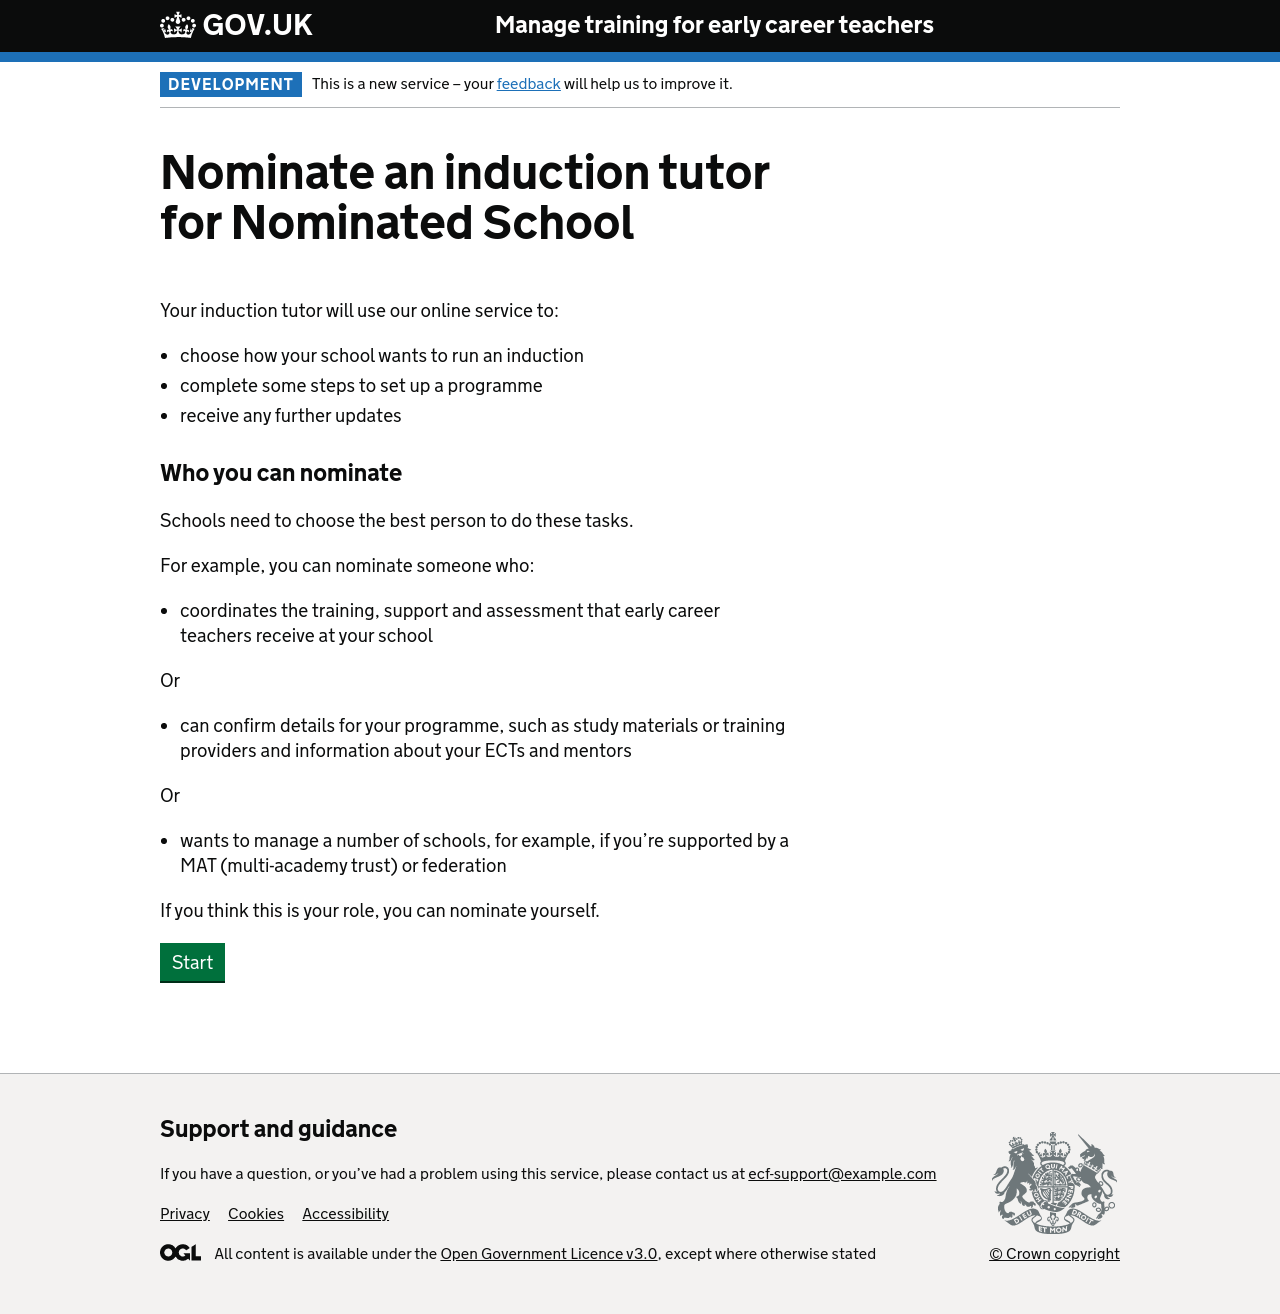 GOV.UK
Manage training for early career teachers
DEVELOPMENT
This is a new service – your feedback will help us to improve it.
Nominate an induction tutor
for Nominated School
Your induction tutor will use our online service to:
• choose how your school wants to run an induction
• complete some steps to set up a programme
• receive any further updates
Who you can nominate
Schools need to choose the best person to do these tasks.
For example, you can nominate someone who:
• coordinates the training, support and assessment that early career
teachers receive at your school
Or
• can confirm details for your programme, such as study materials or training
providers and information about your ECTs and mentors
Or
• wants to manage a number of schools, for example, if you’re supported by a
MAT (multi-academy trust) or federation
If you think this is your role, you can nominate yourself.
Start
Support and guidance
If you have a question, or you’ve had a problem using this service, please contact us at ecf-support@example.com
Privacy Cookies Accessibility
OGL All content is available under the Open Government Licence v3.0, except where otherwise stated
DIEU ET MON DROIT
© Crown copyright